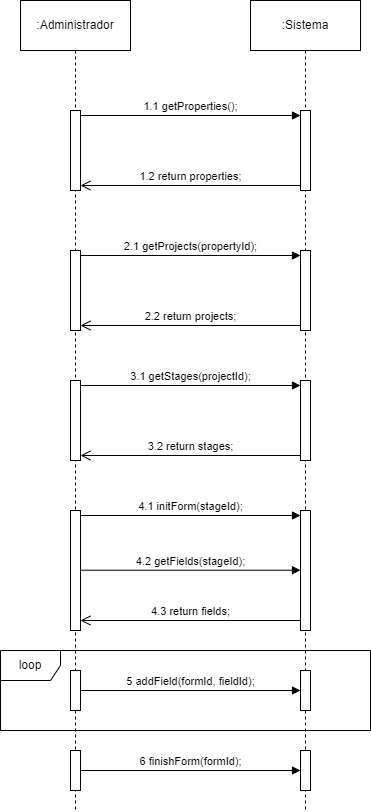 :Administrador
:Sistema
1.1 getProperties();
1.2 return properties;
2.1 getProjects(propertyId);
2.2 return projects;
3.1 getStages(projectId);
3.2 return stages;
4.1 initForm(stageId);
4.2 getFields(stageId);
4.3 return fields;
loop
5 addField(formId, fieldId);
6 finishForm(formId);